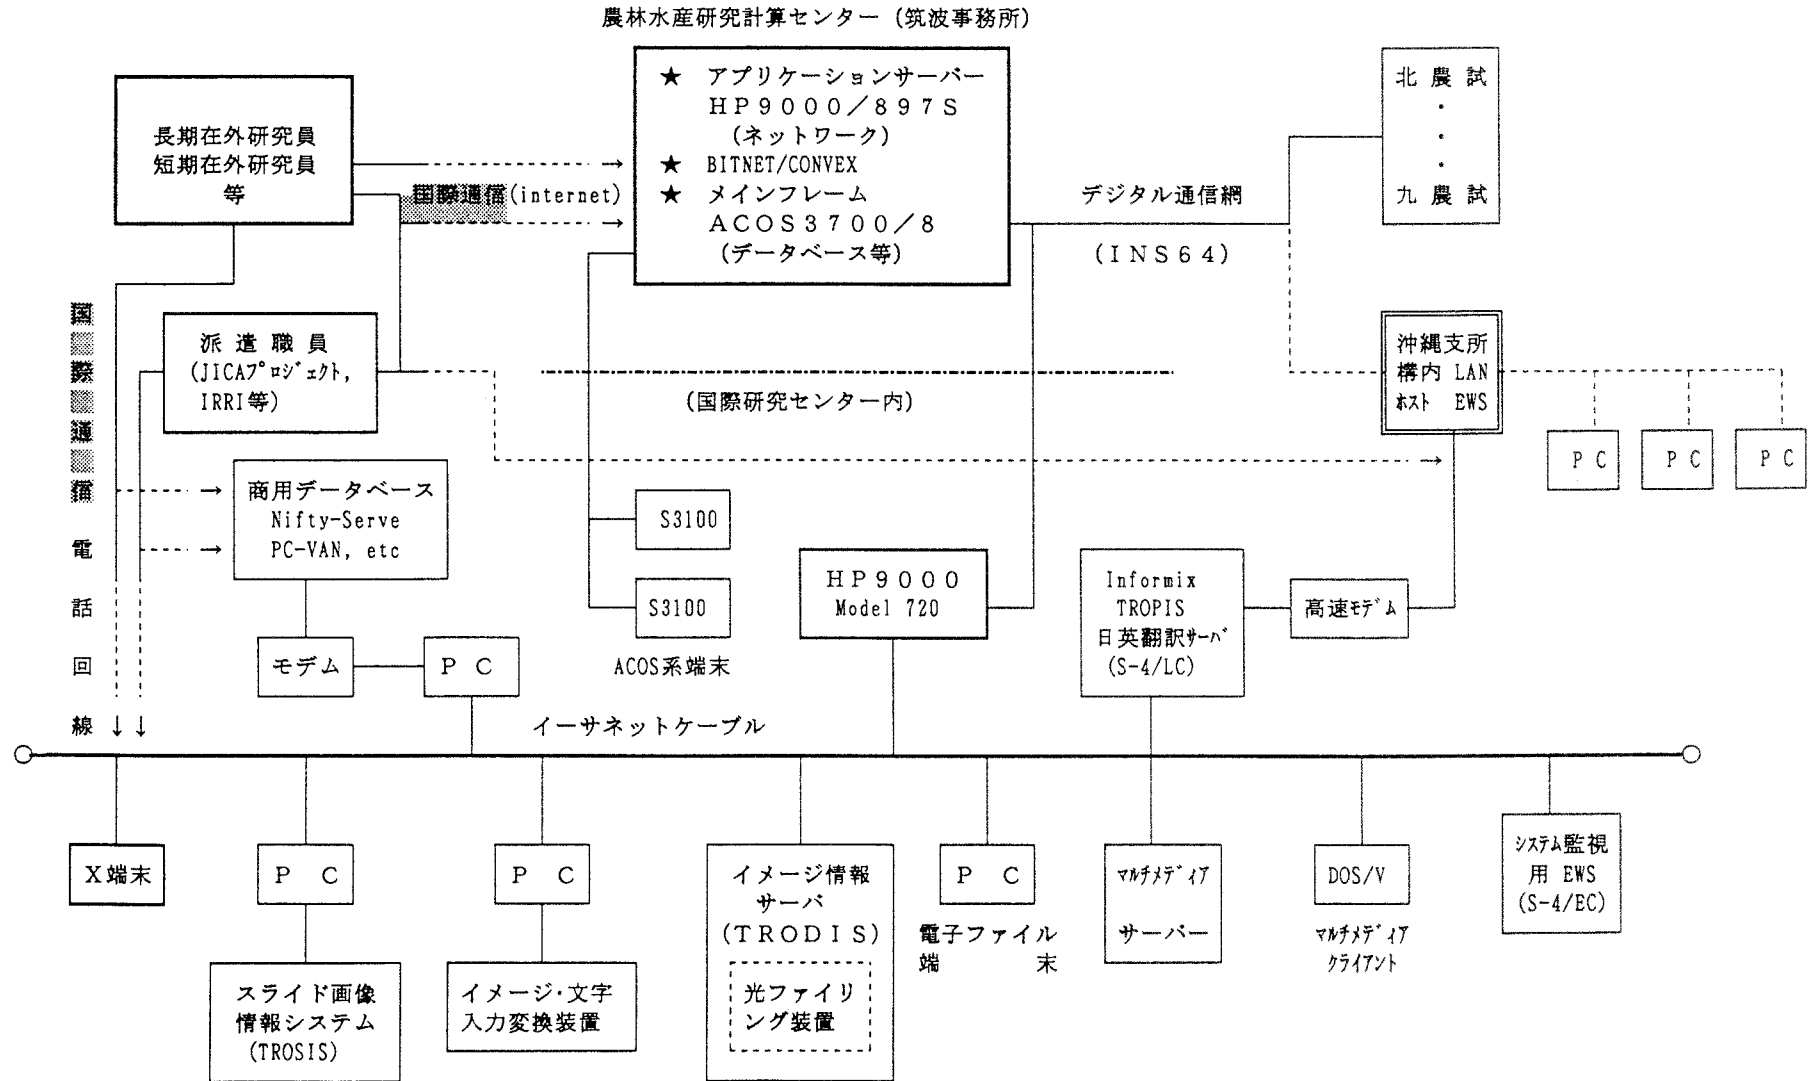 農林水産研究計算センター (筑波事務所)
★ アプリケーションサーバー
HP9000/897S
(ネットワーク)
★ BITNET/CONVEX
★ メインフレーム
ACOS3700/8
(データベース等)
長期在外研究員
短期在外研究員
等
国際通信(internet)
デジタル通信網
(INS64)
北 農 試
・
・
・
九 農 試
国際通信 電話回線
派 遣 職 員
(JICAプロジェクト,
IRRI等)
(国際研究センター内)
沖縄支所
構内 LAN
ホスト EWS
PC
PC
PC
商用データベース
Nifty-Serve
PC-VAN, etc
S3100
S3100
ACOS系端末
HP9000
Model 720
Informix
TROPIS
日英翻訳サーバ
(S-4/LC)
高速モデム
モデム
PC
イーサネットケーブル
X端末
PC
スライド画像
情報システム
(TROSIS)
PC
イメージ・文字
入力変換装置
イメージ情報
サーバ
(TRODIS)
光ファイリ
ング装置
PC
電子ファイル
端 末
マルチメディア
サーバー
DOS/V
マルチメディア
クライアント
システム監視
用 EWS
(S-4/EC)